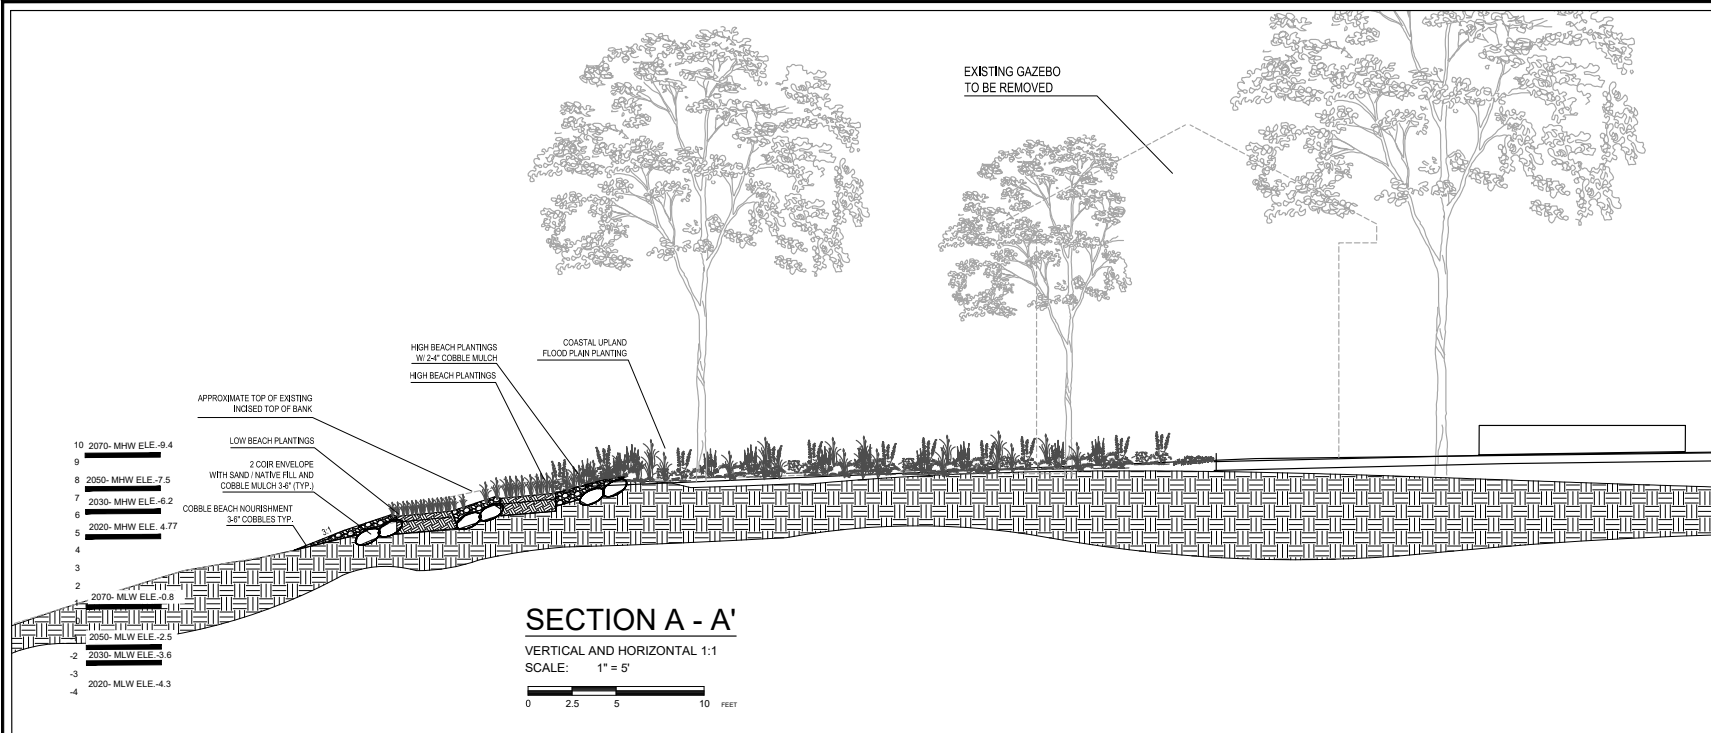 EXISTING GAZEBO
TO BE REMOVED
HIGH BEACH PLANTINGS
W/ 2-4" COBBLE MULCH
HIGH BEACH PLANTINGS
COASTAL UPLAND
FLOOD PLAIN PLANTING
APPROXIMATE TOP OF EXISTING
INCISED TOP OF BANK
LOW BEACH PLANTINGS
2 COIR ENVELOPE
WITH SAND / NATIVE FILL AND
COBBLE MULCH 3-6" (TYP.)
COBBLE BEACH NOURISHMENT
3-6" COBBLES TYP.
3:1
10 2070- MHW ELE.-9.4
9
8 2050- MHW ELE.-7.5
7 2030- MHW ELE.-6.2
6
2020- MHW ELE. 4.77
5
4
3
2
2070- MLW ELE.-0.8
1
0
2050- MLW ELE.-2.5
-2 2030- MLW ELE.-3.6
-3
2020- MLW ELE.-4.3
-4
SECTION A - A'
VERTICAL AND HORIZONTAL 1:1
SCALE: 1" = 5'
0 2.5 5 10 FEET